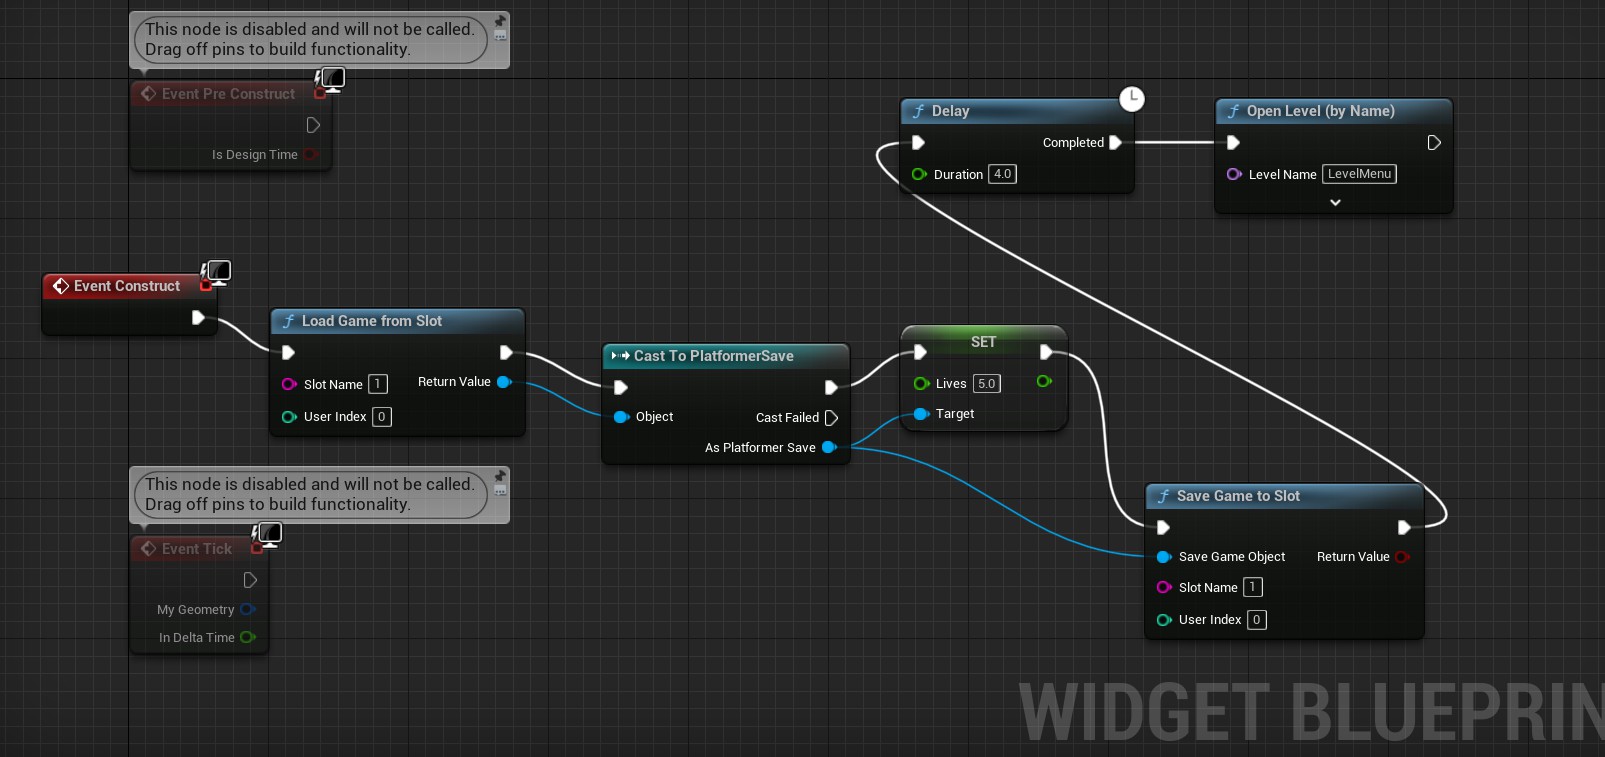 This node is disabled and will not be called.
Drag off pins to build functionality.
Event Pre Construct
Is Design Time
Delay
Completed
Duration 4.0
Open Level (by Name)
Level Name LevelMenu
Event Construct
Load Game from Slot
Slot Name 1
Return Value
User Index 0
Cast To PlatformerSave
Object
Cast Failed
As Platformer Save
SET
Lives 5.0
Target
This node is disabled and will not be called.
Drag off pins to build functionality.
Event Tick
My Geometry
In Delta Time
Save Game to Slot
Save Game Object
Return Value
Slot Name 1
User Index 0
WIDGET BLUEPRIN